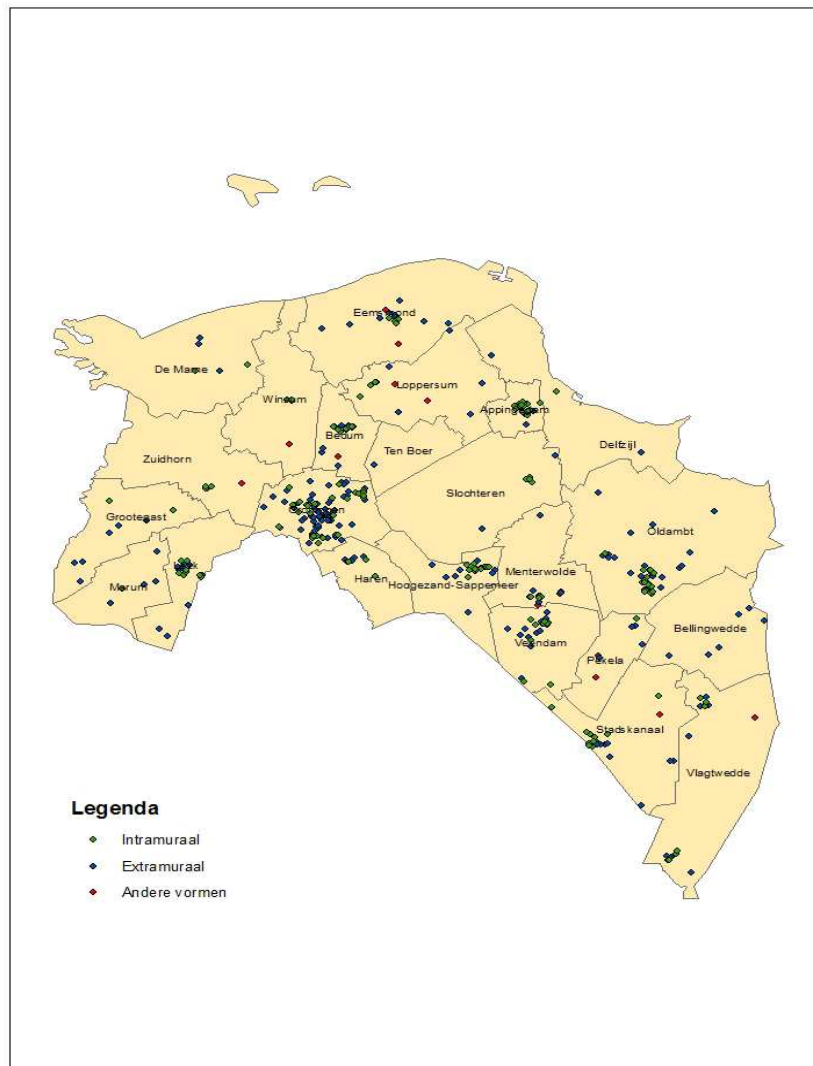 Eemsmond
De Marne
Loppersum
Winsum
Appingedam
Bedum
Delfzijl
Ten Boer
Zuidhorn
Slochteren
Groningen
Grootegast
Oldambt
Leek
Menterwolde
Haren
Hoogezand-Sappemeer
Marum
Bellingwedde
Veendam
Pekela
Stadskanaal
Vlagtwedde
Legenda
Intramuraal
Extramuraal
Andere vormen